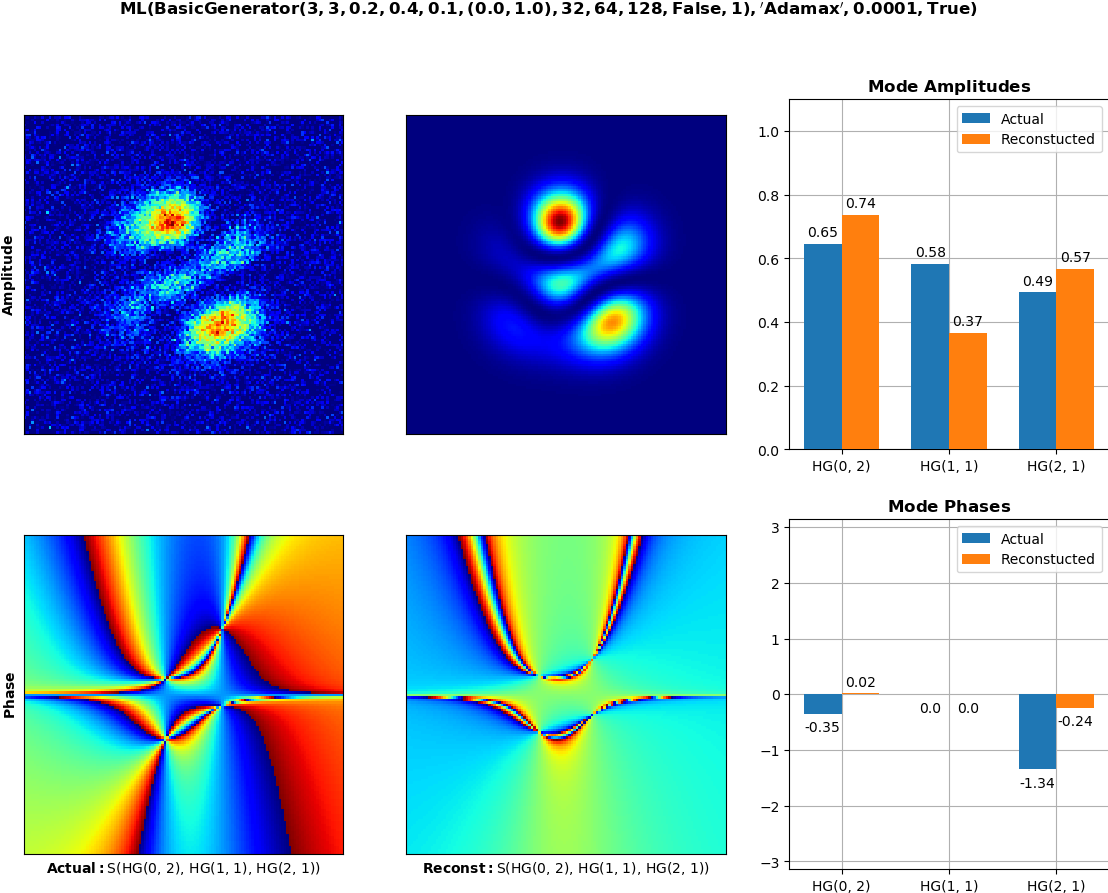 ML(BasicGenerator(3, 3, 0.2, 0.4, 0.1, (0.0, 1.0), 32, 64, 128, False, 1), 'Adamax', 0.0001, True)
Amplitude
Mode Amplitudes
Actual
Reconstucted
1.0
0.8
0.6
0.4
0.2
0.0
0.65
0.74
0.58
0.37
0.49
0.57
HG(0, 2)
HG(1, 1)
HG(2, 1)
Phase
Actual: S(HG(0, 2), HG(1, 1), HG(2, 1))
Reconst: S(HG(0, 2), HG(1, 1), HG(2, 1))
Mode Phases
Actual
Reconstucted
3
2
1
0
−1
−2
−3
-0.35
0.02
0.0
0.0
-1.34
-0.24
HG(0, 2)
HG(1, 1)
HG(2, 1)